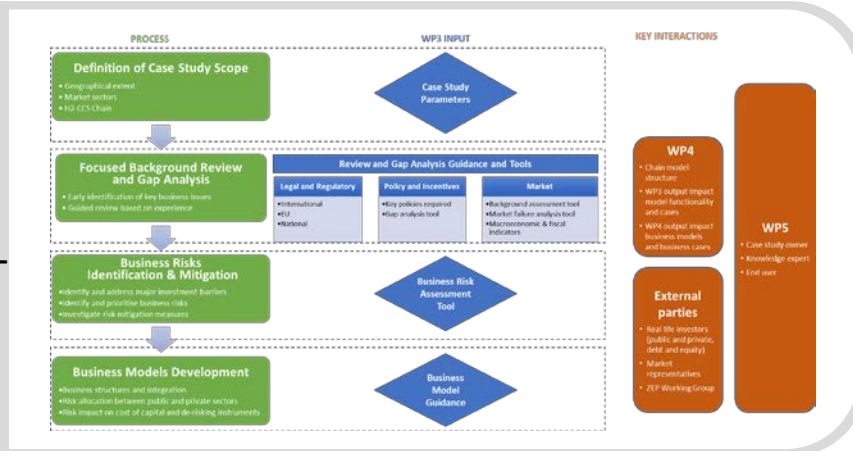 PROCESS
WP3 INPUT
KEY INTERACTIONS
Definition of Case Study Scope
• Geographical extent
• Market sectors
• H2-CCS Chain
Case Study
Parameters
Focused Background Review
and Gap Analysis
• Early identification of key business issues
• Guided review based on experience
Review and Gap Analysis Guidance and Tools
Legal and Regulatory
•International
•EU
•National
Policy and Incentives
•Key policies required
•Gap analysis tool
Market
•Background assessment tool
•Market failure analysis tool
•Macroeconomic & fiscal
indicators
Business Risks
Identification & Mitigation
•Identify and address major investment barriers
•Identify and prioritise business risks
•Investigate risk mitigation measures
Business Risk
Assessment
Tool
Business Models Development
•Business structures and integration
•Risk allocation between public and private sectors
•Risk impact on cost of capital and de-risking instruments
Business
Model
Guidance
WP4
• Chain model
structure
• WP3 output impact
model functionality
and cases
• WP4 output impact
business models
and business cases
External
parties
• Real life investors
(public and private,
debt and equity)
• Market
representatives
• ZEP Working Group
WP5
• Case study owner
• Knowledge expert
• End user